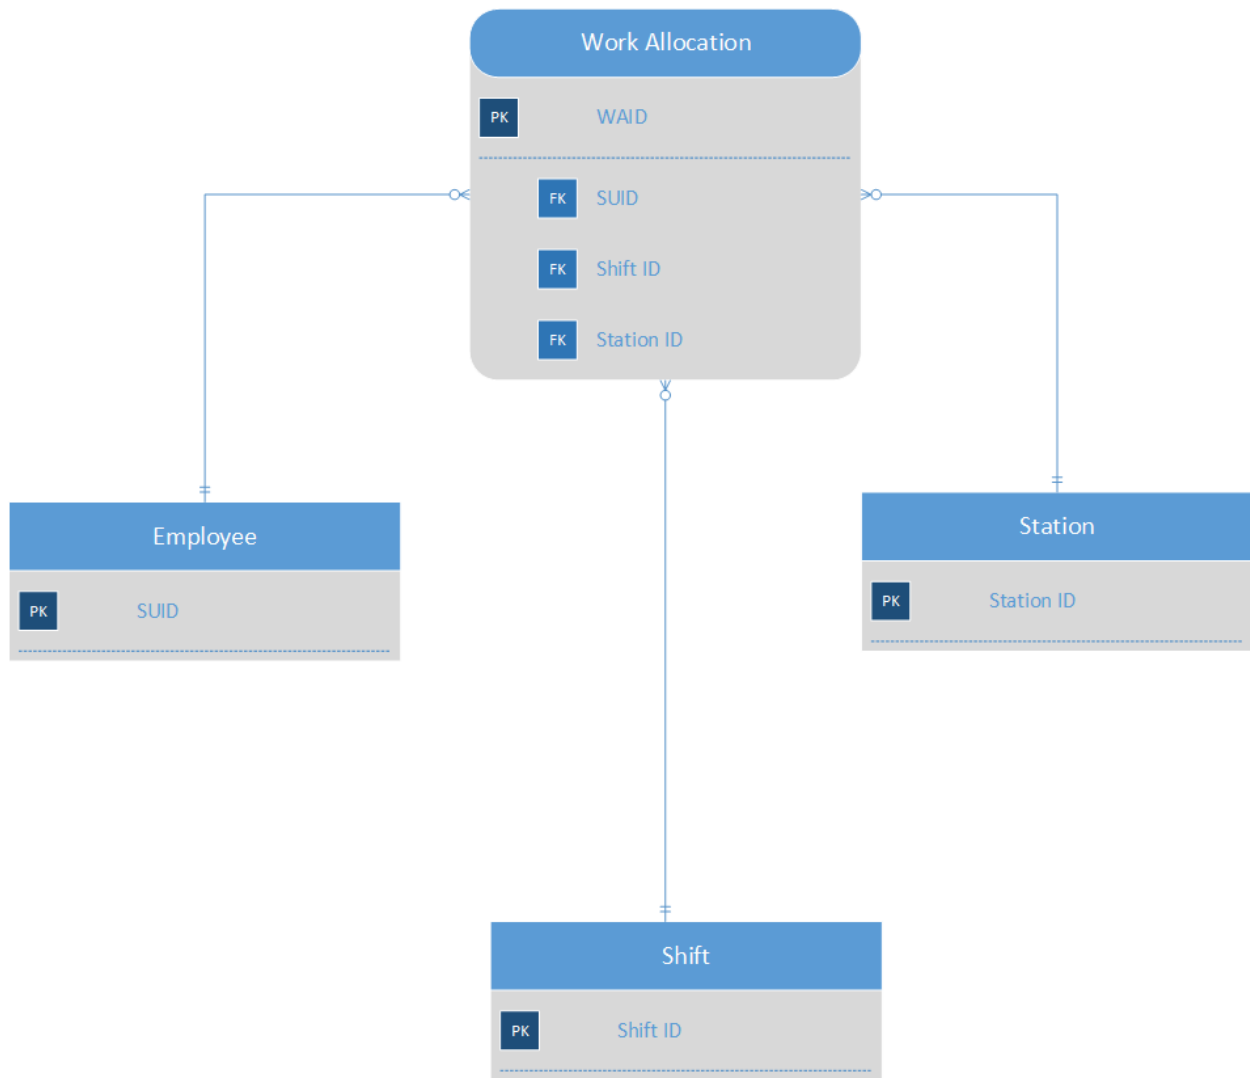 Work Allocation
PK WAID
FK SUID
FK Shift ID
FK Station ID
Employee
PK SUID
Station
PK Station ID
Shift
PK Shift ID